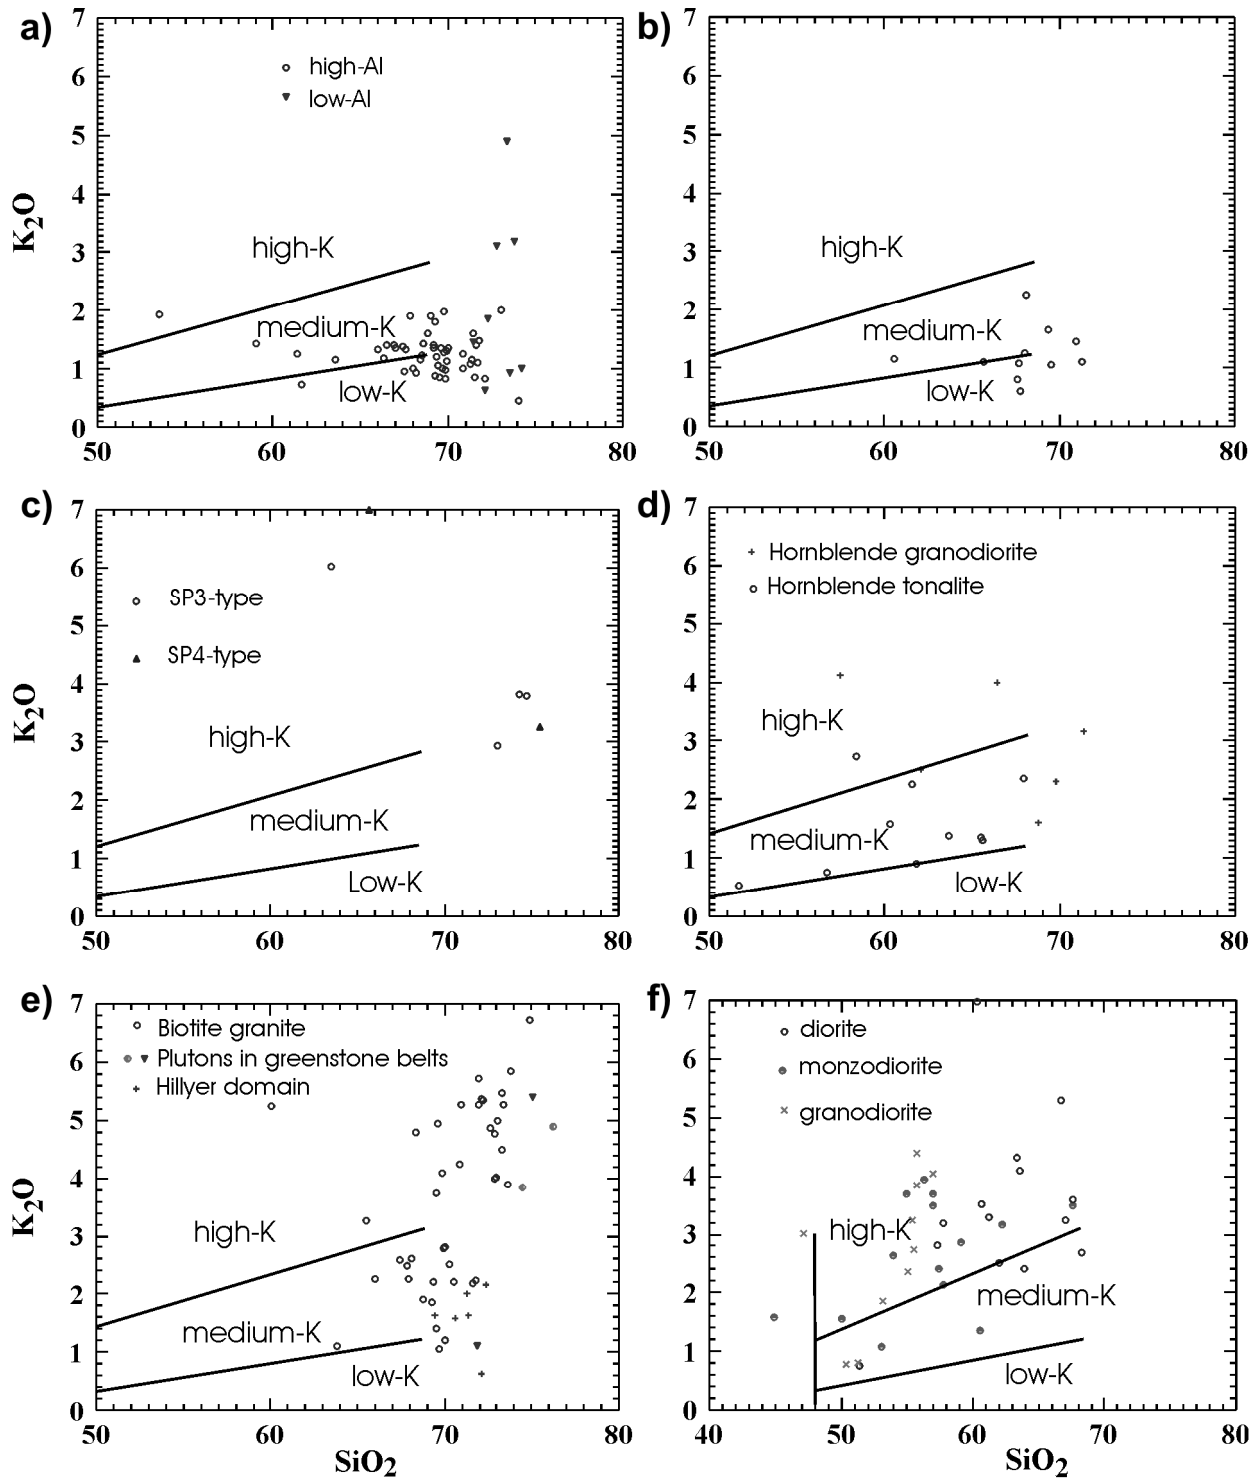 a)
7
6
5
4
3
2
1
0
K2O
high-Al
low-Al
high-K
medium-K
low-K
50 60 70 80
b)
7
6
5
4
3
2
1
0
high-K
medium-K
low-K
50 60 70 80
c)
7
6
5
4
3
2
1
0
K2O
SP3-type
SP4-type
high-K
medium-K
Low-K
50 60 70 80
d)
7
6
5
4
3
2
1
0
Hornblende granodiorite
Hornblende tonalite
high-K
medium-K
low-K
50 60 70 80
e)
7
6
5
4
3
2
1
0
K2O
Biotite granite
Plutons in greenstone belts
Hillyer domain
high-K
medium-K
low-K
50 60 70 80
SiO2
f)
7
6
5
4
3
2
1
0
diorite
monzodiorite
granodiorite
high-K
medium-K
low-K
40 50 60 70 80
SiO2